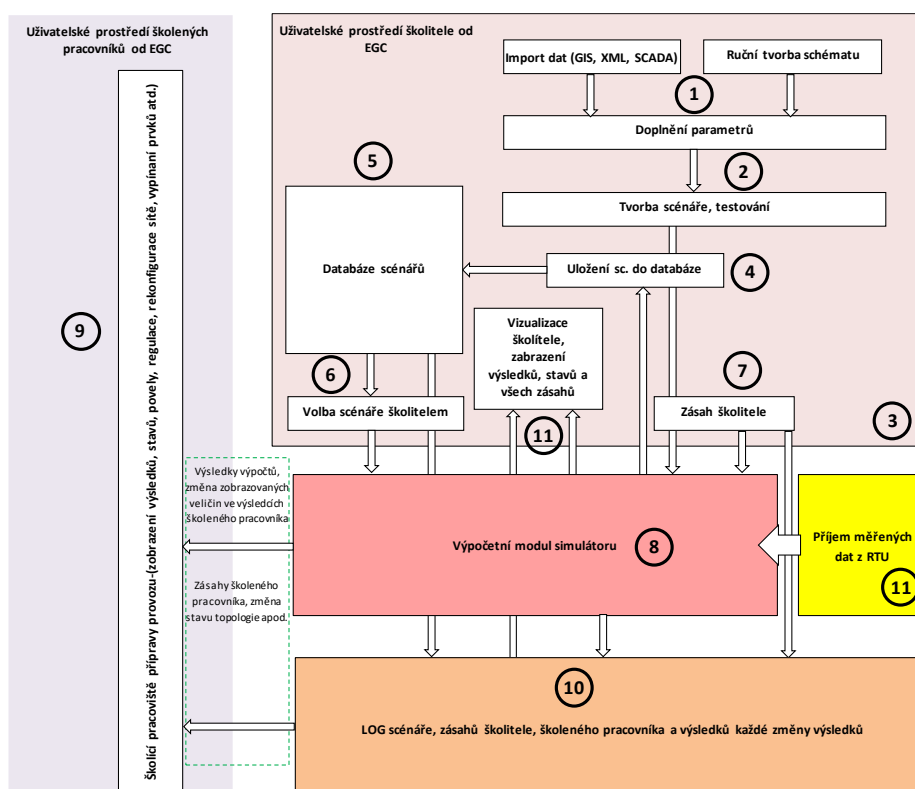 Uživatelské prostředí školených
pracovníků od EGC
Školící pracoviště přípravy provozu-(zobrazení výsledků, stavů, povely, regulace, rekonfigurace sítě, vypínaní prvků atd.)
9
Uživatelské prostředí školitele od
EGC
Import dat (GIS, XML, SCADA)
Ruční tvorba schématu
1
Doplnění parametrů
2
Tvorba scénáře, testování
5
Databáze scénářů
Uložení sc. do databáze
4
Vizualizace
školítele,
zabrazení
výsledků, stavů a
všech zásahů
6
Volba scénáře školitelem
7
Zásah školitele
3
11
Výsledky výpočtů,
změna zobrazovaných
veličin ve výsledcích
školeného pracovníka
Zásahy školeného
pracovníka, změna
stavu topologie apod.
Výpočetní modul simulátoru
8
Příjem měřených
dat z RTU
11
10
LOG scénáře, zásahů školitele, školeného pracovníka a výsledků každé změny výsledků